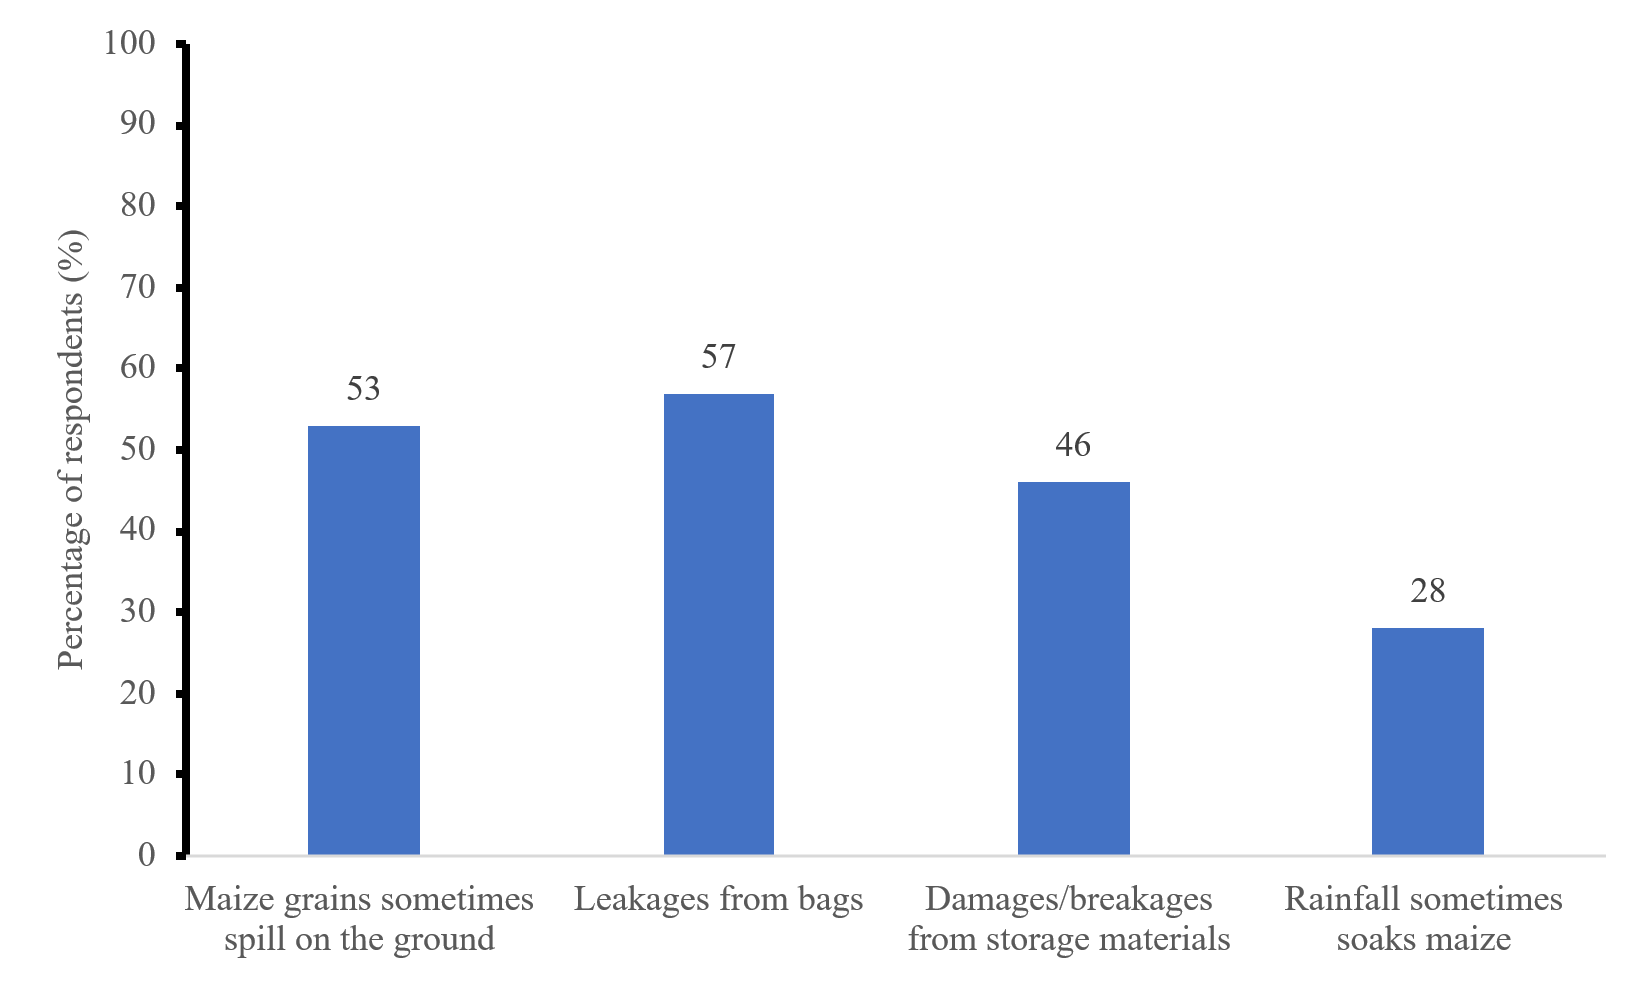 100
90
80
70
60
50
40
30
20
10
0
Percentage of respondents (%)
53
57
46
28
Maize grains sometimes
spill on the ground
Leakages from bags
Damages/breakages
from storage materials
Rainfall sometimes
soaks maize